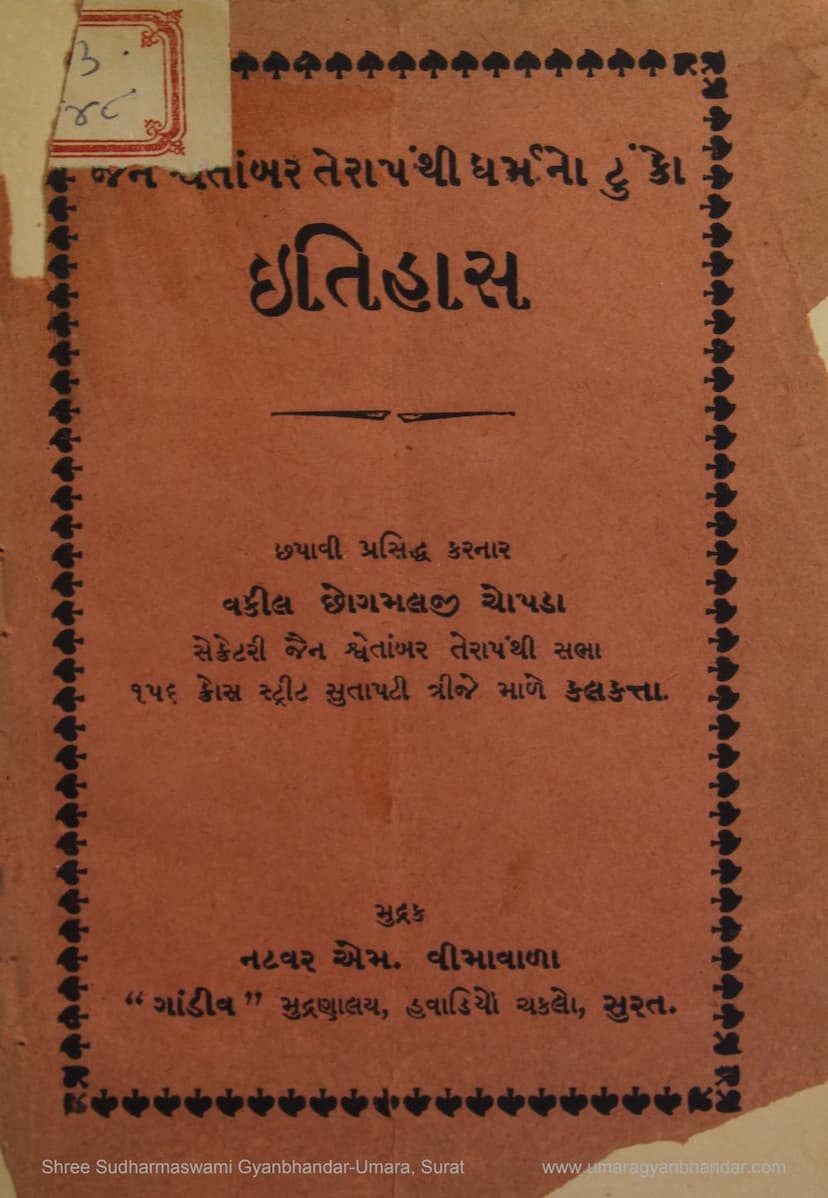 ૩.
૪૮
જૈન શ્વેતાંબર તેરાપંથી ધર્મનો ટુંકો
ઇતિહાસ
છપાવી પ્રસિદ્ધ કરનાર
વકીલ છોગમલજી ચોપડા
સેક્રેટરી જૈન શ્વેતાંબર તેરાપંથી સભા
૧૫૬ ક્રોસ સ્ટ્રીટ સુતાપટી ત્રીજે માળે કલકત્તા.
મુદ્રક
નટવર એમ. વીમાવાળા
“ગાંડીવ” મુદ્રણાલય, હવાડિયો ચકલો, સુરત.
Shree Sudharmaswami Gyanbhandar-Umara, Surat www.umaragyanbhandar.com